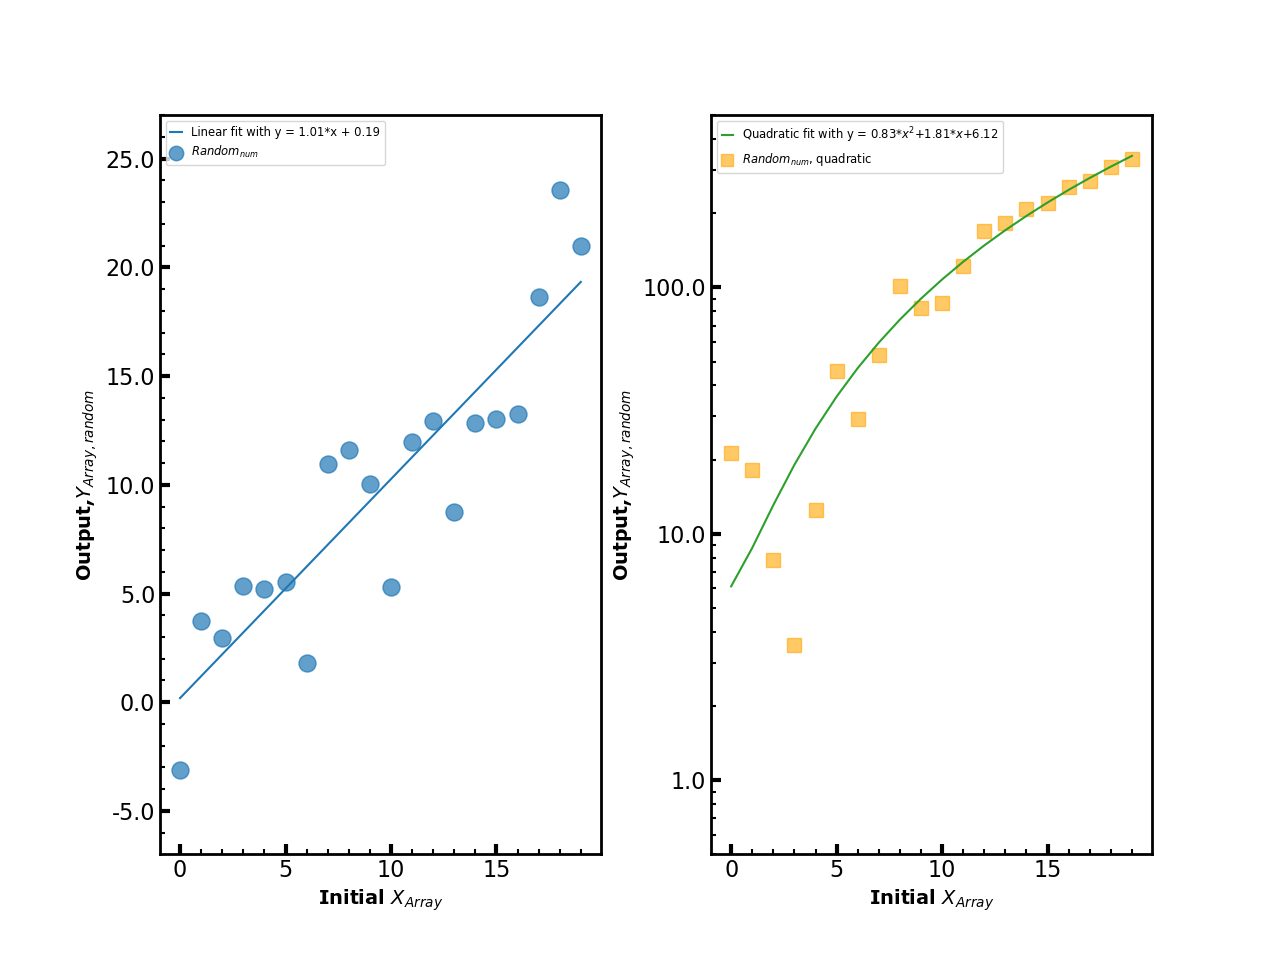 Linear fit with y = 1.01*x + 0.19
Random_num
25.0
20.0
15.0
10.0
5.0
0.0
-5.0
Output,Y_Array, random
0 5 10 15
Initial X_Array
Quadratic fit with y = 0.83*x²+1.81*x+6.12
Random_num, quadratic
100.0
10.0
1.0
Output,Y_Array, random
0 5 10 15
Initial X_Array